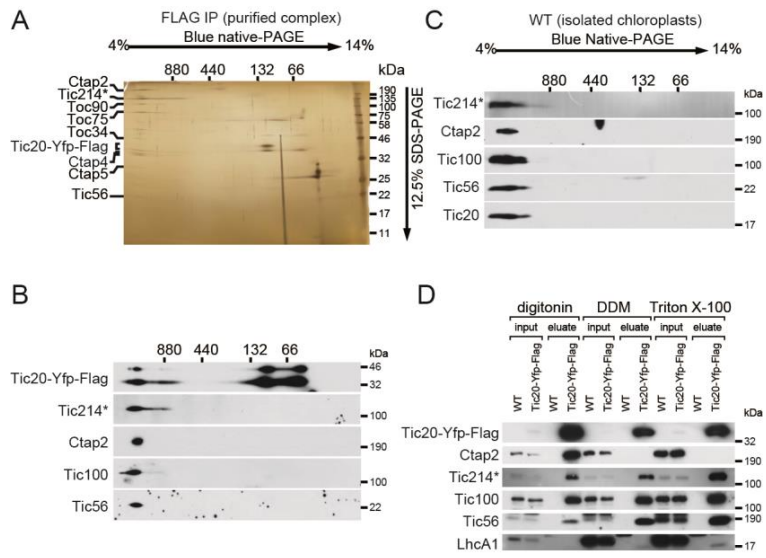 A
FLAG IP (purified complex)
4% Blue native-PAGE 14%
880 440 132 66 kDa
Ctap2
Tic214*
Toc90
Toc75
Toc34
Tic20-Yfp-Flag
Ctap4
Ctap5
Tic56
190
135
100
75
58
46
32
25
22
17
11
12.5% SDS-PAGE
B
880 440 132 66 kDa
Tic20-Yfp-Flag 46
32
Tic214* 100
Ctap2 190
Tic100 100
Tic56 22
C
WT (isolated chloroplasts)
4% Blue Native-PAGE 14%
880 440 132 66
kDa
Tic214* 100
Ctap2 190
Tic100 100
Tic56 22
Tic20 17
D
digitonin DDM Triton X-100
input eluate input eluate input eluate
WT Tic20-Yfp-Flag WT Tic20-Yfp-Flag WT Tic20-Yfp-Flag WT Tic20-Yfp-Flag WT Tic20-Yfp-Flag WT Tic20-Yfp-Flag
kDa
Tic20-Yfp-Flag 32
Ctap2 190
Tic214* 100
Tic100 100
Tic56 190
22
LhcA1 17